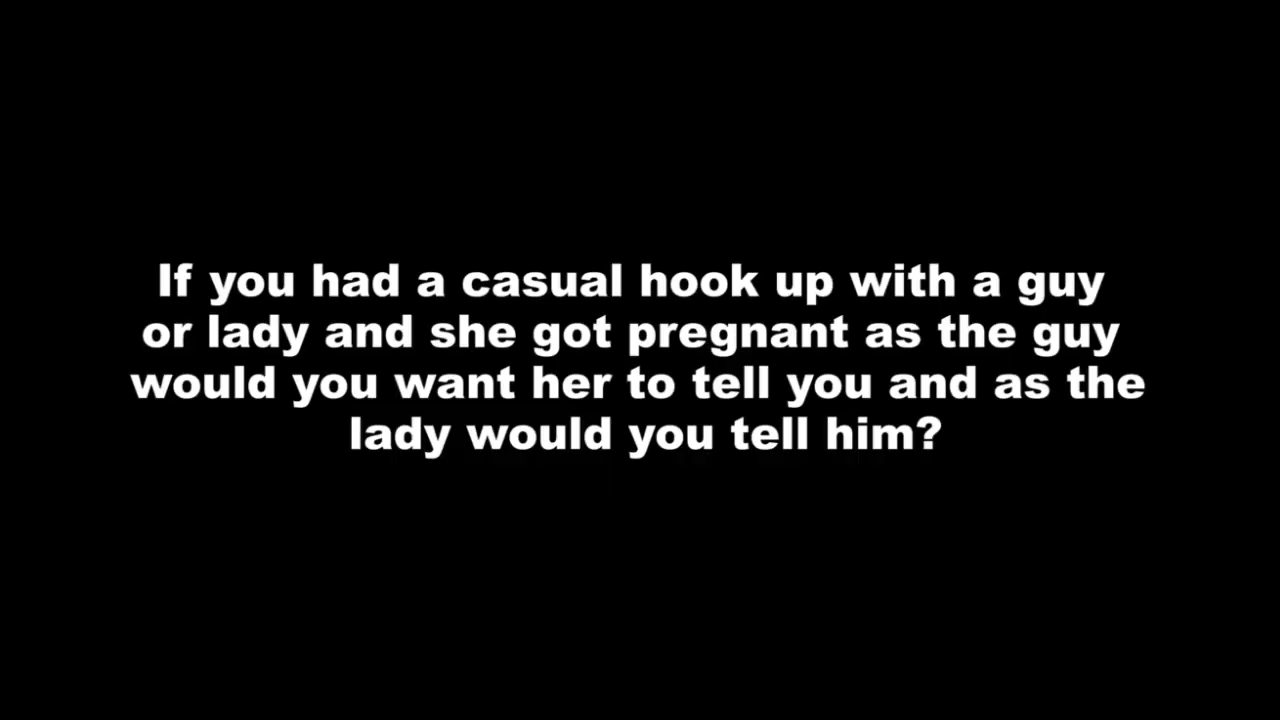 If you had a casual hook up with a guy
or lady and she got pregnant as the guy
would you want her to tell you and as the
lady would you tell him?